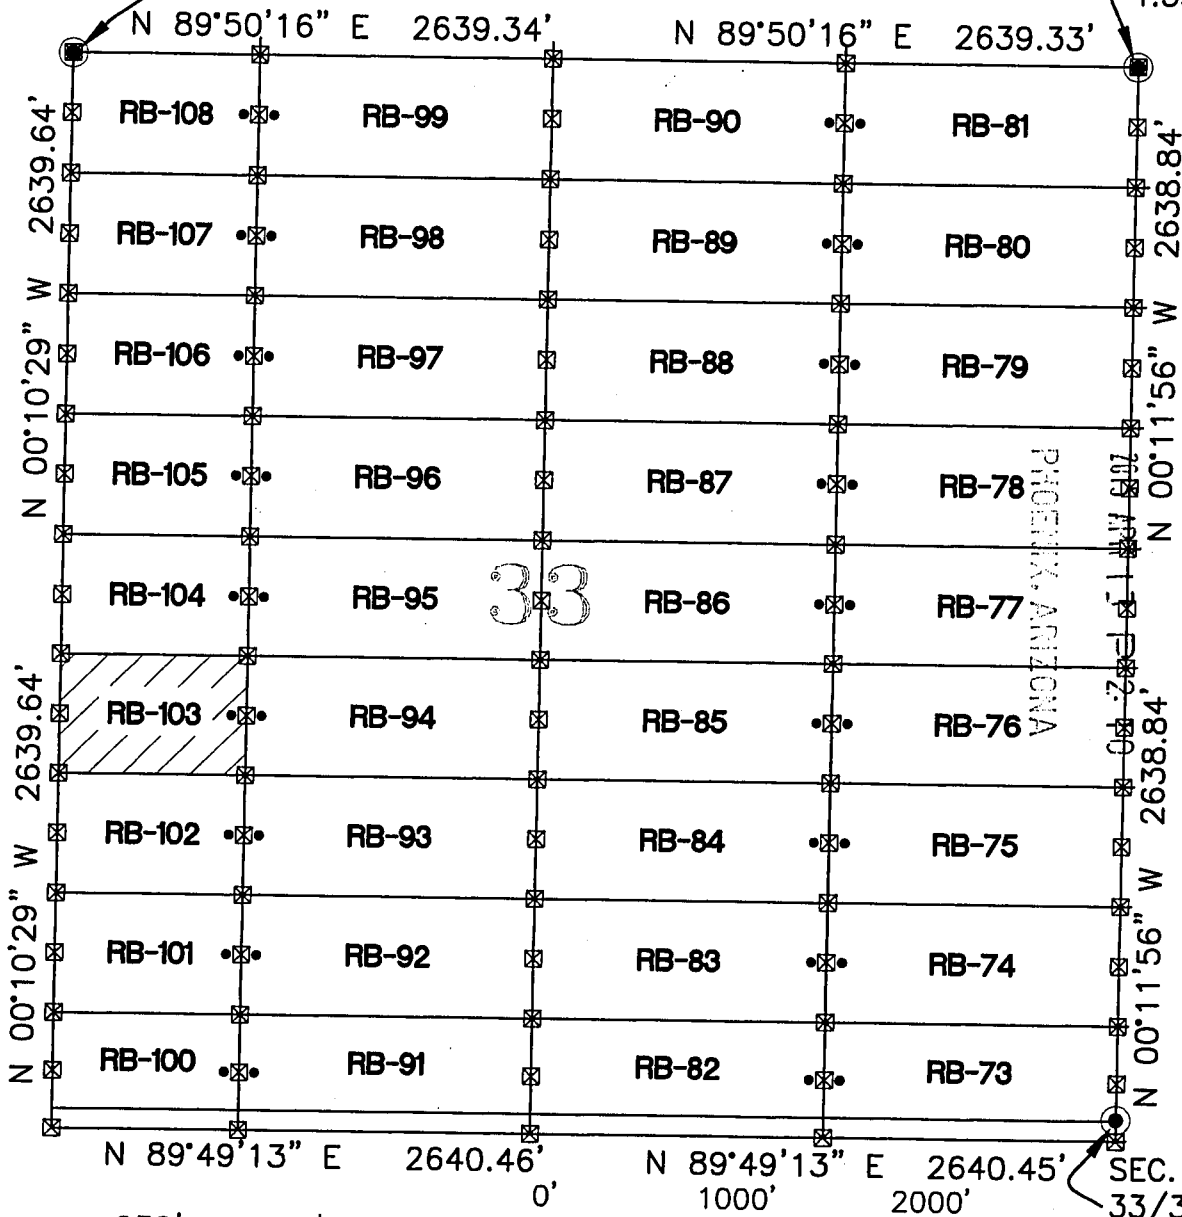 N 89°50'16" E 2639.34' N 89°50'16" E 2639.33'
RB-108 RB-99 RB-90 RB-81
RB-107 RB-98 RB-89 RB-80
RB-106 RB-97 RB-88 RB-79
RB-105 RB-96 RB-87 RB-78
RB-104 RB-95 33 RB-86 RB-77
RB-103 RB-94 RB-85 RB-76
RB-102 RB-93 RB-84 RB-75
RB-101 RB-92 RB-83 RB-74
RB-100 RB-91 RB-82 RB-73
N 00°10'29" W 2639.64'
N 00°10'29" W 2639.64'
N 00°11'56" W 2638.84'
N 00°11'56" W 2638.84'
PHOENIX, ARIZONA
N 89°49'13" E 2640.46' N 89°49'13" E 2640.45'
SEC.
0' 1000' 2000'